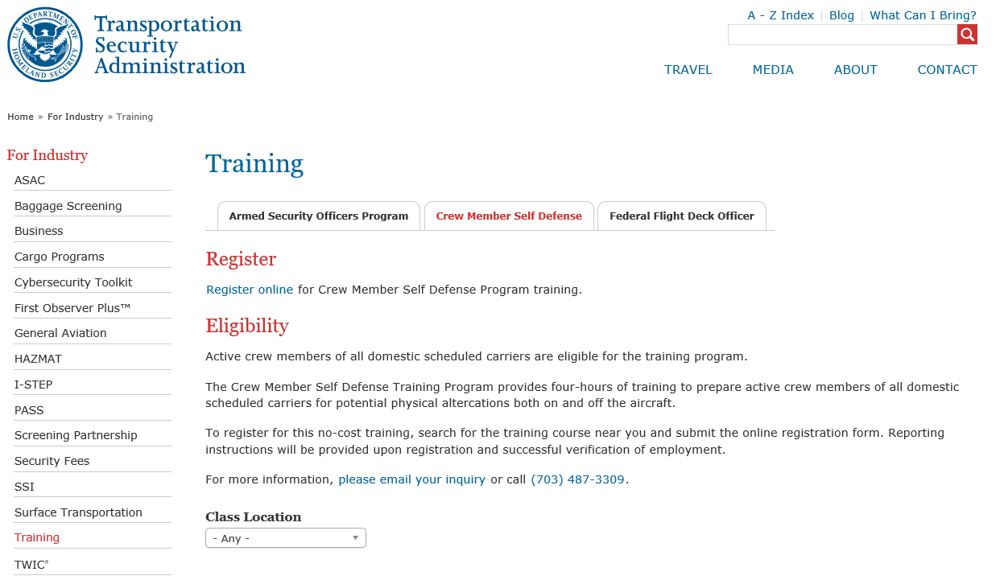 U.S. DEPARTMENT OF
HOMELAND SECURITY
Transportation
Security
Administration
A - Z Index | Blog | What Can I Bring?
TRAVEL MEDIA ABOUT CONTACT
Home » For Industry » Training
For Industry
ASAC
Baggage Screening
Business
Cargo Programs
Cybersecurity Toolkit
First Observer Plus™
General Aviation
HAZMAT
I-STEP
PASS
Screening Partnership
Security Fees
SSI
Surface Transportation
Training
TWIC®
Training
Armed Security Officers Program Crew Member Self Defense Federal Flight Deck Officer
Register
Register online for Crew Member Self Defense Program training.
Eligibility
Active crew members of all domestic scheduled carriers are eligible for the training program.
The Crew Member Self Defense Training Program provides four-hours of training to prepare active crew members of all domestic
scheduled carriers for potential physical altercations both on and off the aircraft.
To register for this no-cost training, search for the training course near you and submit the online registration form. Reporting
instructions will be provided upon registration and successful verification of employment.
For more information, please email your inquiry or call (703) 487-3309.
Class Location
- Any -